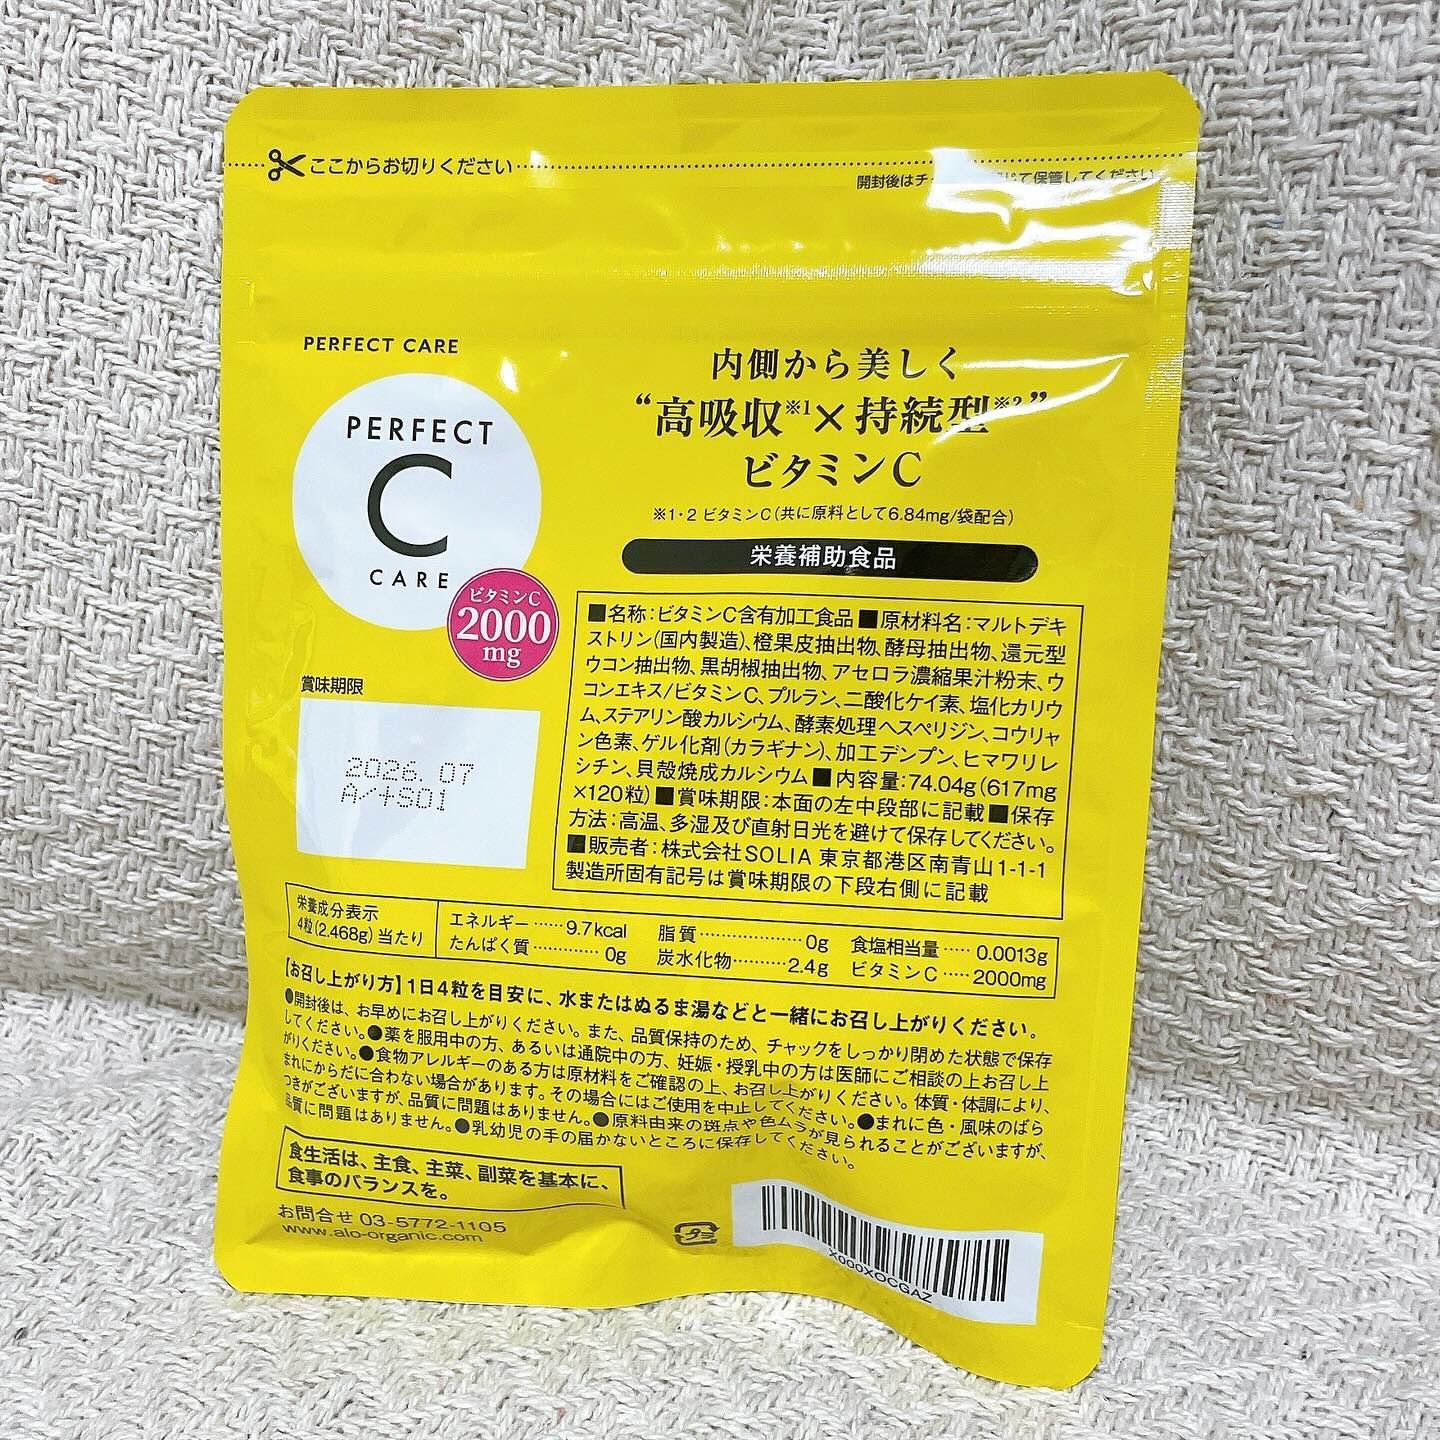 ここからお切りください
開封後はチ
じて保管してください
PERFECT CARE
PERFECT
C
CARE
ビタミンC
2000
mg
内側から美しく
“高吸収※1×持続型※2”
ビタミンC
※1・2 ビタミンC(共に原料として6.84mg/袋配合)
栄養補助食品
■名称:ビタミンC含有加工食品■原材料名:マルトデキ
ストリン(国内製造)、橙果皮抽出物、酵母抽出物、還元型
ウコン抽出物、黒胡椒抽出物、アセロラ濃縮果汁粉末、ウ
コンエキス/ビタミンC、プルラン、二酸化ケイ素、塩化カリウ
ム、ステアリン酸カルシウム、酵素処理ヘスペリジン、コウリャ
ン色素、ゲル化剤(カラギナン)、加工デンプン、ヒマワリレ
シチン、貝殻焼成カルシウム■内容量:74.04g(617mg
×120粒)■賞味期限:本面の左中段部に記載■保存
方法:高温、多湿及び直射日光を避けて保存してください。
■販売者:株式会社SOLIA 東京都港区南青山1-1-1
製造所固有記号は賞味期限の下段右側に記載
賞味期限
2026. 07
A/+S01
栄養成分表示
4粒(2.468g)当たり
エネルギー……9.7kcal 脂質…………………0g 食塩相当量……0.0013g
たんぱく質…………0g 炭水化物………2.4g ビタミンC……2000mg
【お召し上がり方】1日4粒を目安に、水またはぬるま湯などと一緒にお召し上がりください。
●開封後は、お早めにお召し上がりください。また、品質保持のため、チャックをしっかり閉めた状態で保存
してください。●薬を服用中の方、あるいは通院中の方、妊娠・授乳中の方は医師にご相談の上お召し上
がりください。●食物アレルギーのある方は原材料をご確認の上、お召し上がりください。体質・体調により、
まれにからだに合わない場合があります。その場合にはご使用を中止してください。●まれに色・風味のばら
つきがございますが、品質に問題はありません。●原料由来の斑点や色ムラが見られることがございますが、
品質に問題はありません。●乳幼児の手の届かないところに保存してください。
食生活は、主食、主菜、副菜を基本に、
食事のバランスを。
お問合せ 03-5772-1105
www.alo-organic.com
プラ
X000XOCGAZ